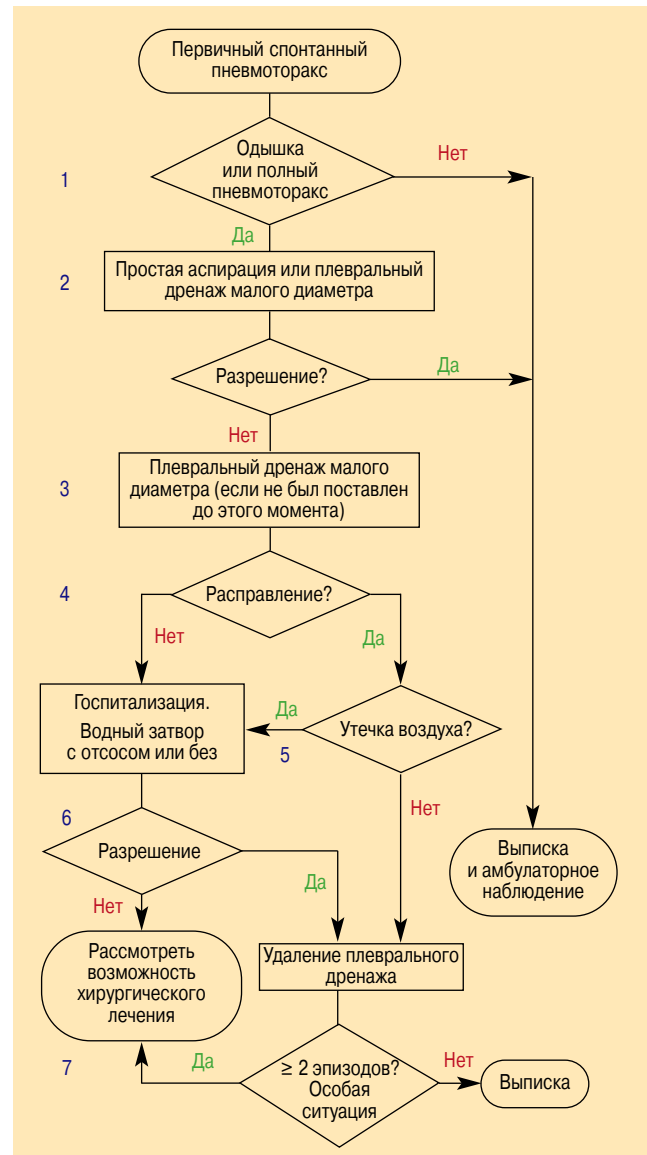 Первичный спонтанный
пневмоторакс
1
Одышка
или полный
пневмоторакс
Нет
Да
2
Простая аспирация или плевральный
дренаж малого диаметра
Разрешение?
Да
Нет
3
Плевральный дренаж малого
диаметра (если не был поставлен
до этого момента)
4
Расправление?
Нет
Да
Госпитализация.
Водный затвор
с отсосом или без
Да
5
Утечка воздуха?
Нет
6
Разрешение
Да
Нет
Выписка
и амбулаторное
наблюдение
Рассмотреть
возможность
хирургического
лечения
Удаление плеврального
дренажа
7
Да
≥ 2 эпизодов?
Особая
ситуация
Нет
Выписка